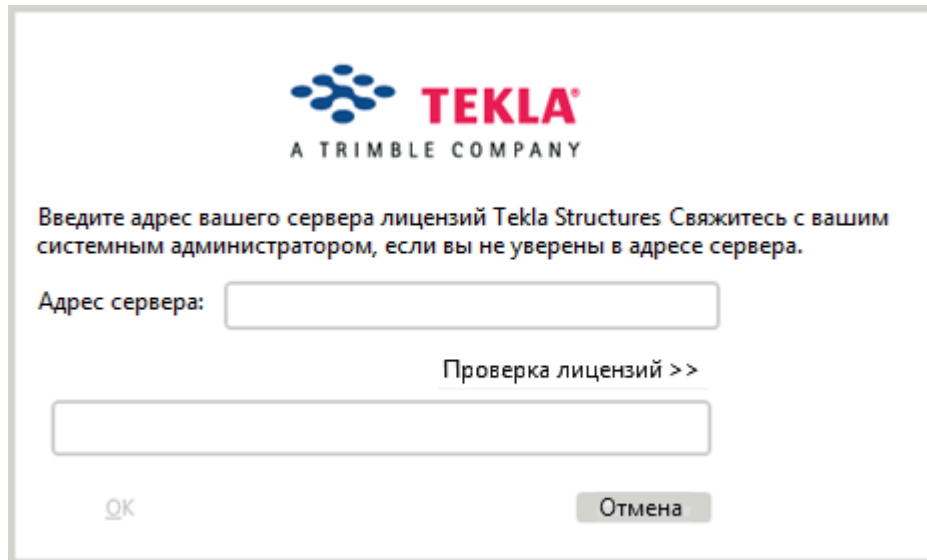 TEKLA®
A TRIMBLE COMPANY
Введите адрес вашего сервера лицензий Tekla Structures Свяжитесь с вашим
системным администратором, если вы не уверены в адресе сервера.
Адрес сервера:
Проверка лицензий >>
OK
Отмена